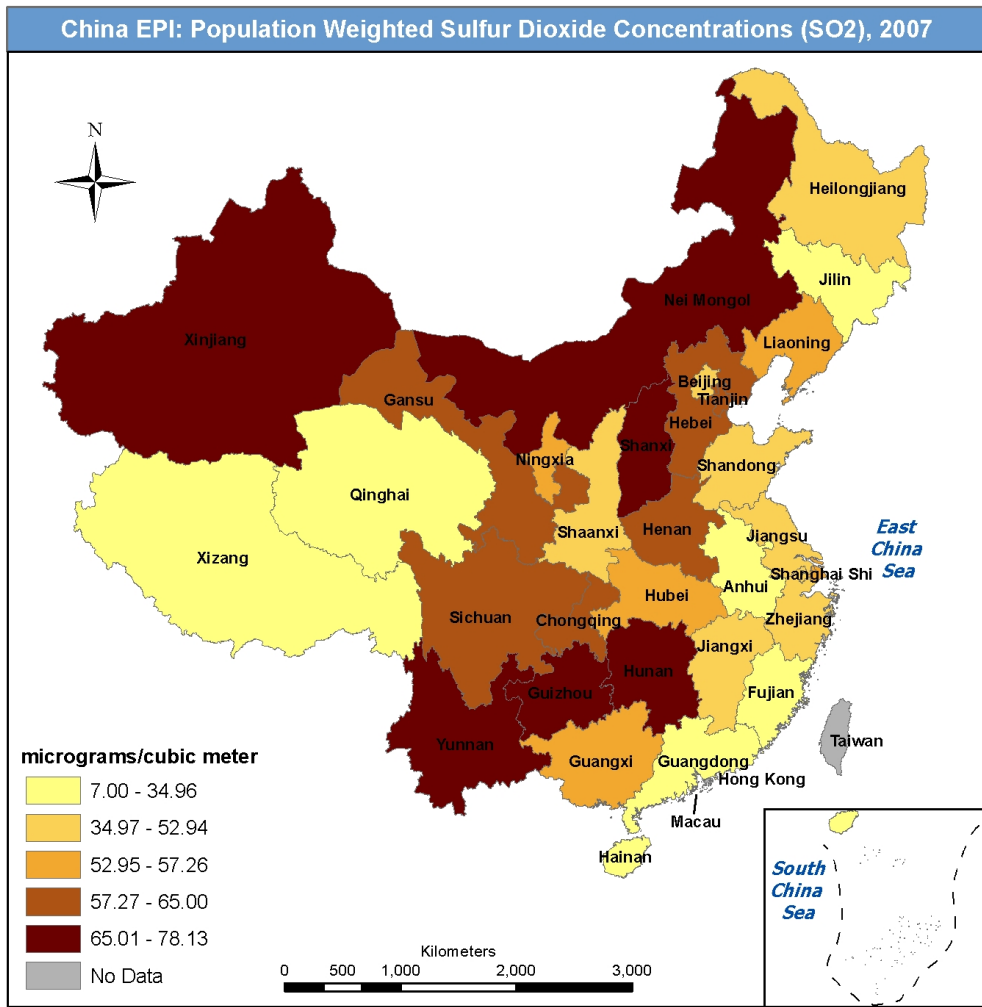 China EPI: Population Weighted Sulfur Dioxide Concentrations (SO2), 2007
N
Heilongjiang
Jilin
Nei Mongol
Xinjiang
Liaoning
Beijing
Tianjin
Gansu
Hebei
Shanxi
Ningxia
Shandong
Qinghai
Shaanxi
Henan
Jiangsu
East
China
Sea
Xizang
Shanghai Shi
Anhui
Hubei
Sichuan
Chongqing
Zhejiang
Jiangxi
Hunan
Guizhou
Fujian
Yunnan
Taiwan
Guangxi
Guangdong
Hong Kong
Macau
Hainan
micrograms/cubic meter
7.00 - 34.96
34.97 - 52.94
52.95 - 57.26
57.27 - 65.00
65.01 - 78.13
No Data
Kilometers
0 500 1,000 2,000 3,000
South
China
Sea